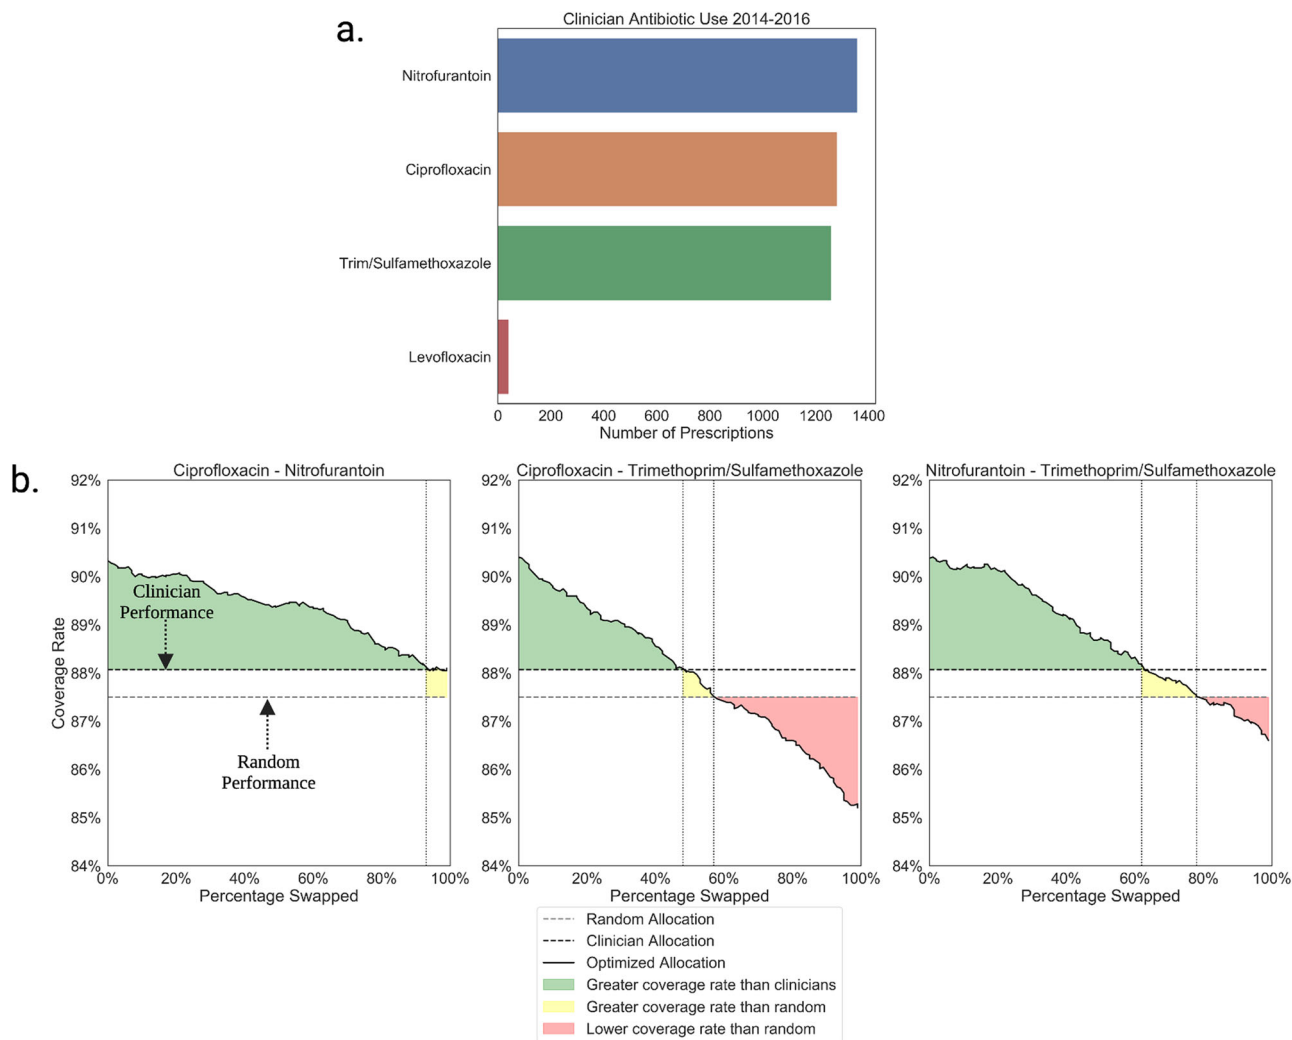 a.
Clinician Antibiotic Use 2014-2016
Nitrofurantoin
Ciprofloxacin
Trim/Sulfamethoxazole
Levofloxacin
0 200 400 600 800 1000 1200 1400
Number of Prescriptions
b.
Ciprofloxacin - Nitrofurantoin
92%
91%
90%
89%
88%
87%
86%
85%
84%
Coverage Rate
Clinician
Performance
Random
Performance
0% 20% 40% 60% 80% 100%
Percentage Swapped
Ciprofloxacin - Trimethoprim/Sulfamethoxazole
92%
91%
90%
89%
88%
87%
86%
85%
84%
0% 20% 40% 60% 80% 100%
Percentage Swapped
Nitrofurantoin - Trimethoprim/Sulfamethoxazole
92%
91%
90%
89%
88%
87%
86%
85%
84%
0% 20% 40% 60% 80% 100%
Percentage Swapped
Random Allocation
Clinician Allocation
Optimized Allocation
Greater coverage rate than clinicians
Greater coverage rate than random
Lower coverage rate than random